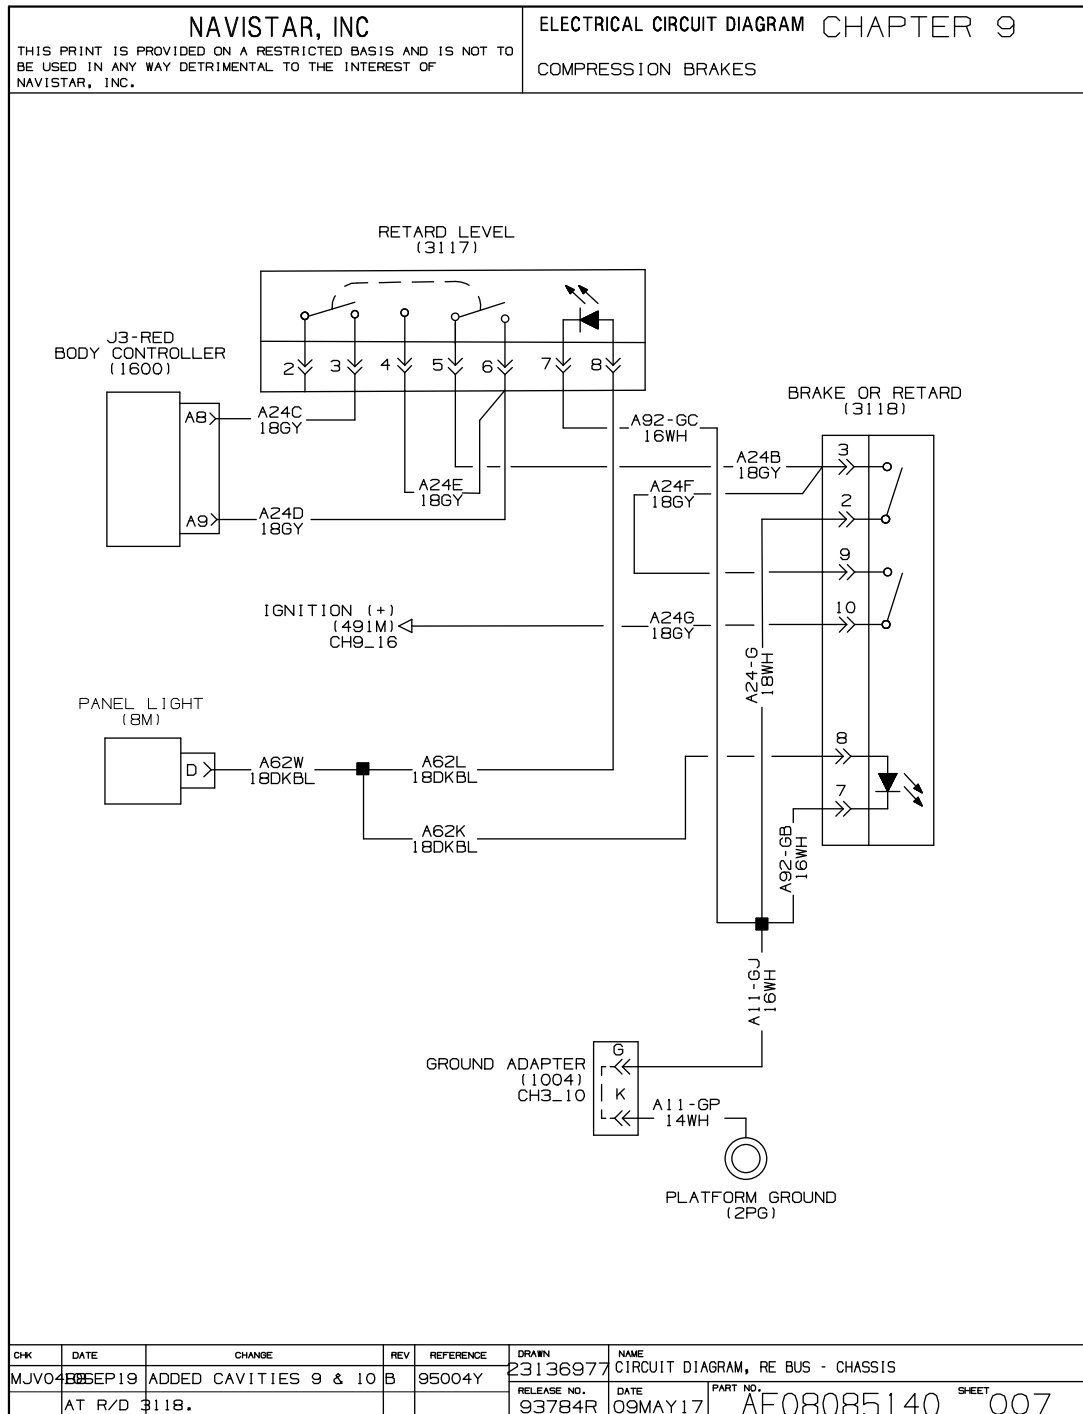 NAVISTAR, INC
THIS PRINT IS PROVIDED ON A RESTRICTED BASIS AND IS NOT TO
BE USED IN ANY WAY DETRIMENTAL TO THE INTEREST OF
NAVISTAR, INC.
ELECTRICAL CIRCUIT DIAGRAM CHAPTER 9
COMPRESSION BRAKES
RETARD LEVEL
(3117)
2 3 4 5 6 7 8
J3-RED
BODY CONTROLLER
(1600)
A8
A24C
18GY
A9
A24D
18GY
A24E
18GY
A92-GC
16WH
BRAKE OR RETARD
(3118)
A24B
18GY
3
A24F
18GY
2
9
10
IGNITION (+)
(491M)
CH9_16
A24G
18GY
A24-G
18WH
PANEL LIGHT
(8M)
D
A62W
18DKBL
A62L
18DKBL
A62K
18DKBL
8
7
A92-GB
16WH
A11-GJ
16WH
GROUND ADAPTER
(1004)
CH3_10
G
K
A11-GP
14WH
PLATFORM GROUND
(2PG)
CHK DATE CHANGE REV REFERENCE
ADDED CAVITIES 9 & 10 B 95004Y
AT R/D 3118.
DRAWN
23136977
NAME
CIRCUIT DIAGRAM, RE BUS - CHASSIS
RELEASE NO.
93784R
DATE
09MAY17
PART NO.
AF08085140
SHEET
007